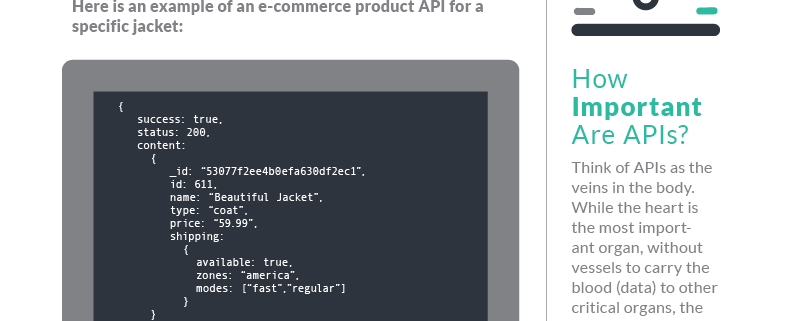 Here is an example of an e-commerce product API for a
specific jacket:
{
success: true,
status: 200,
content:
{
_id: “53077f2ee4b0efa630df2ec1”,
id: 611,
name: “Beautiful Jacket”,
type: “coat”,
price: “59.99”,
shipping:
{
available: true,
zones: “america”,
modes: [“fast”,“regular”]
}
}
How
Important
Are APIs?
Think of APIs as the
veins in the body.
While the heart is
the most import-
ant organ, without
vessels to carry the
blood (data) to other
critical organs, the